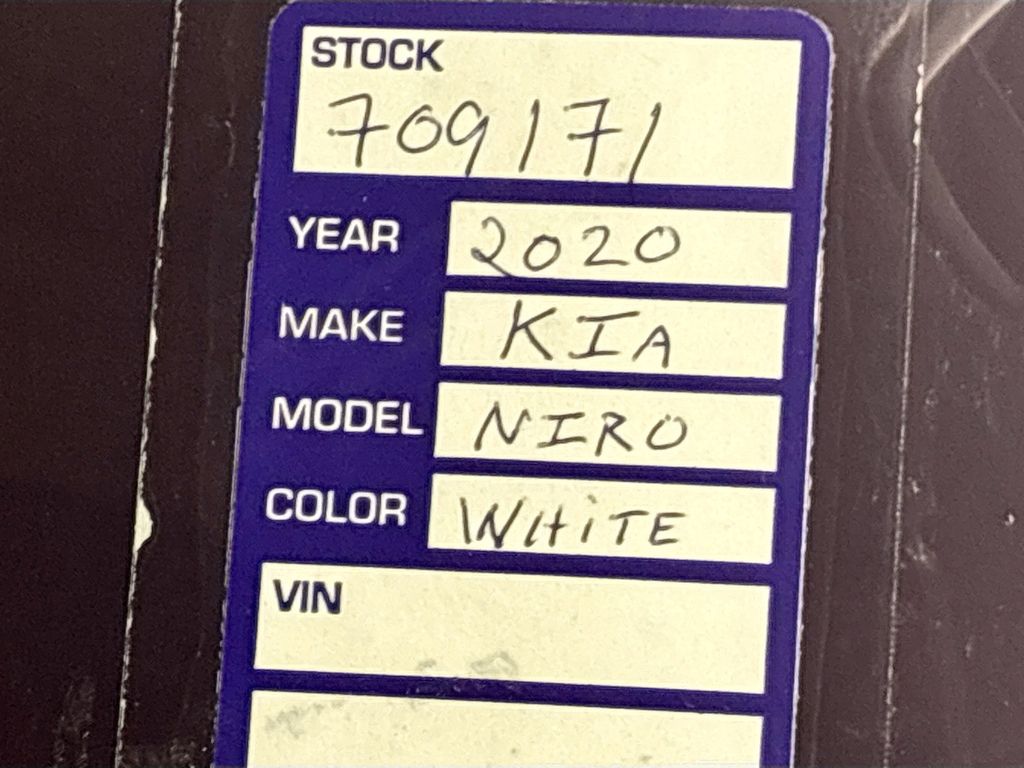 STOCK
709171
YEAR 2020
MAKE KIA
MODEL NIRO
COLOR WHITE
VIN